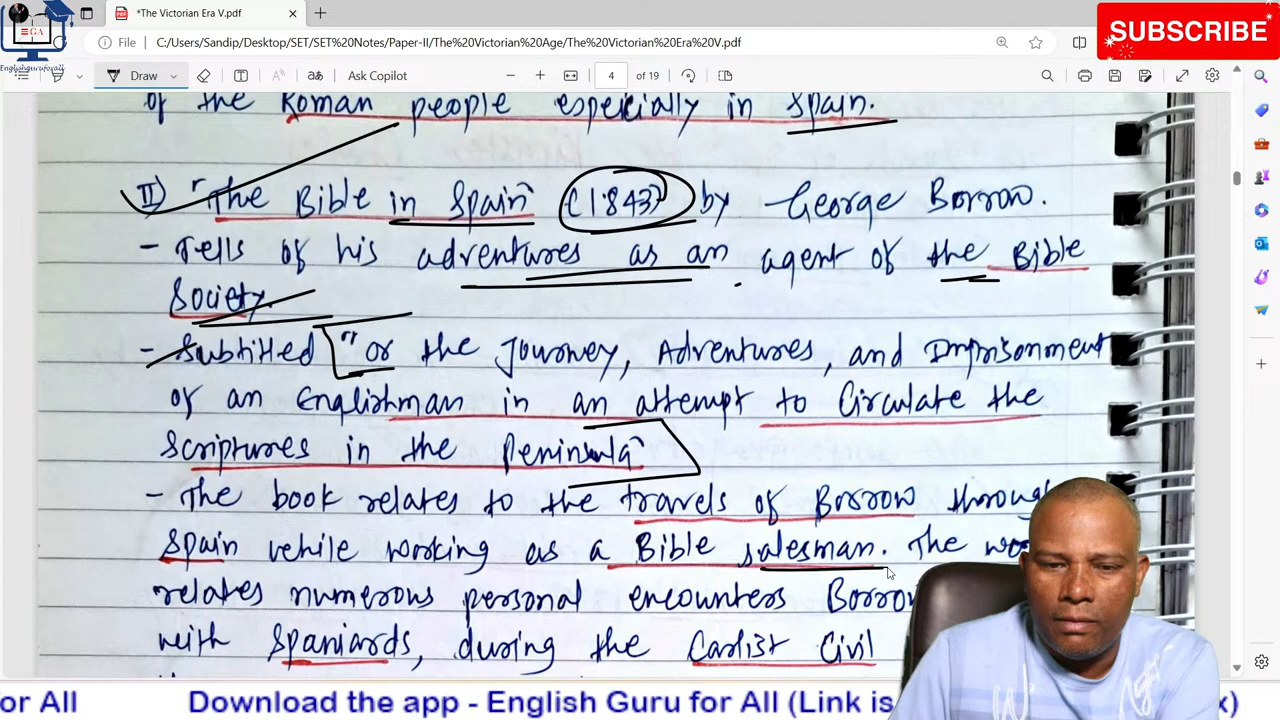 *The Victorian Era V.pdf
SUBSCRIBE
EGA
Englishguruforall
File
C:/Users/Sandip/Desktop/SET/SET%20Notes/Paper-II/The%20Victorian%20Age/The%20Victorian%20Era%20V.pdf
Draw
Ask Copilot
4 of 19
of the Roman people especially in Spain.
II) "The Bible in Spain" (1843) by George Borrow.
- Tells of his adventures as an agent of the Bible
Society.
- Subtitled "or the Journey, Adventures, and Imprisonment
of an Englishman in an attempt to Circulate the
Scriptures in the Peninsula"
- The book relates to the travels of Borrow through
Spain while working as a Bible salesman. The
relates numerous personal encounters Borrow
with Spaniards, during the Carlist Civil
or All Download the app - English Guru for All (Link is